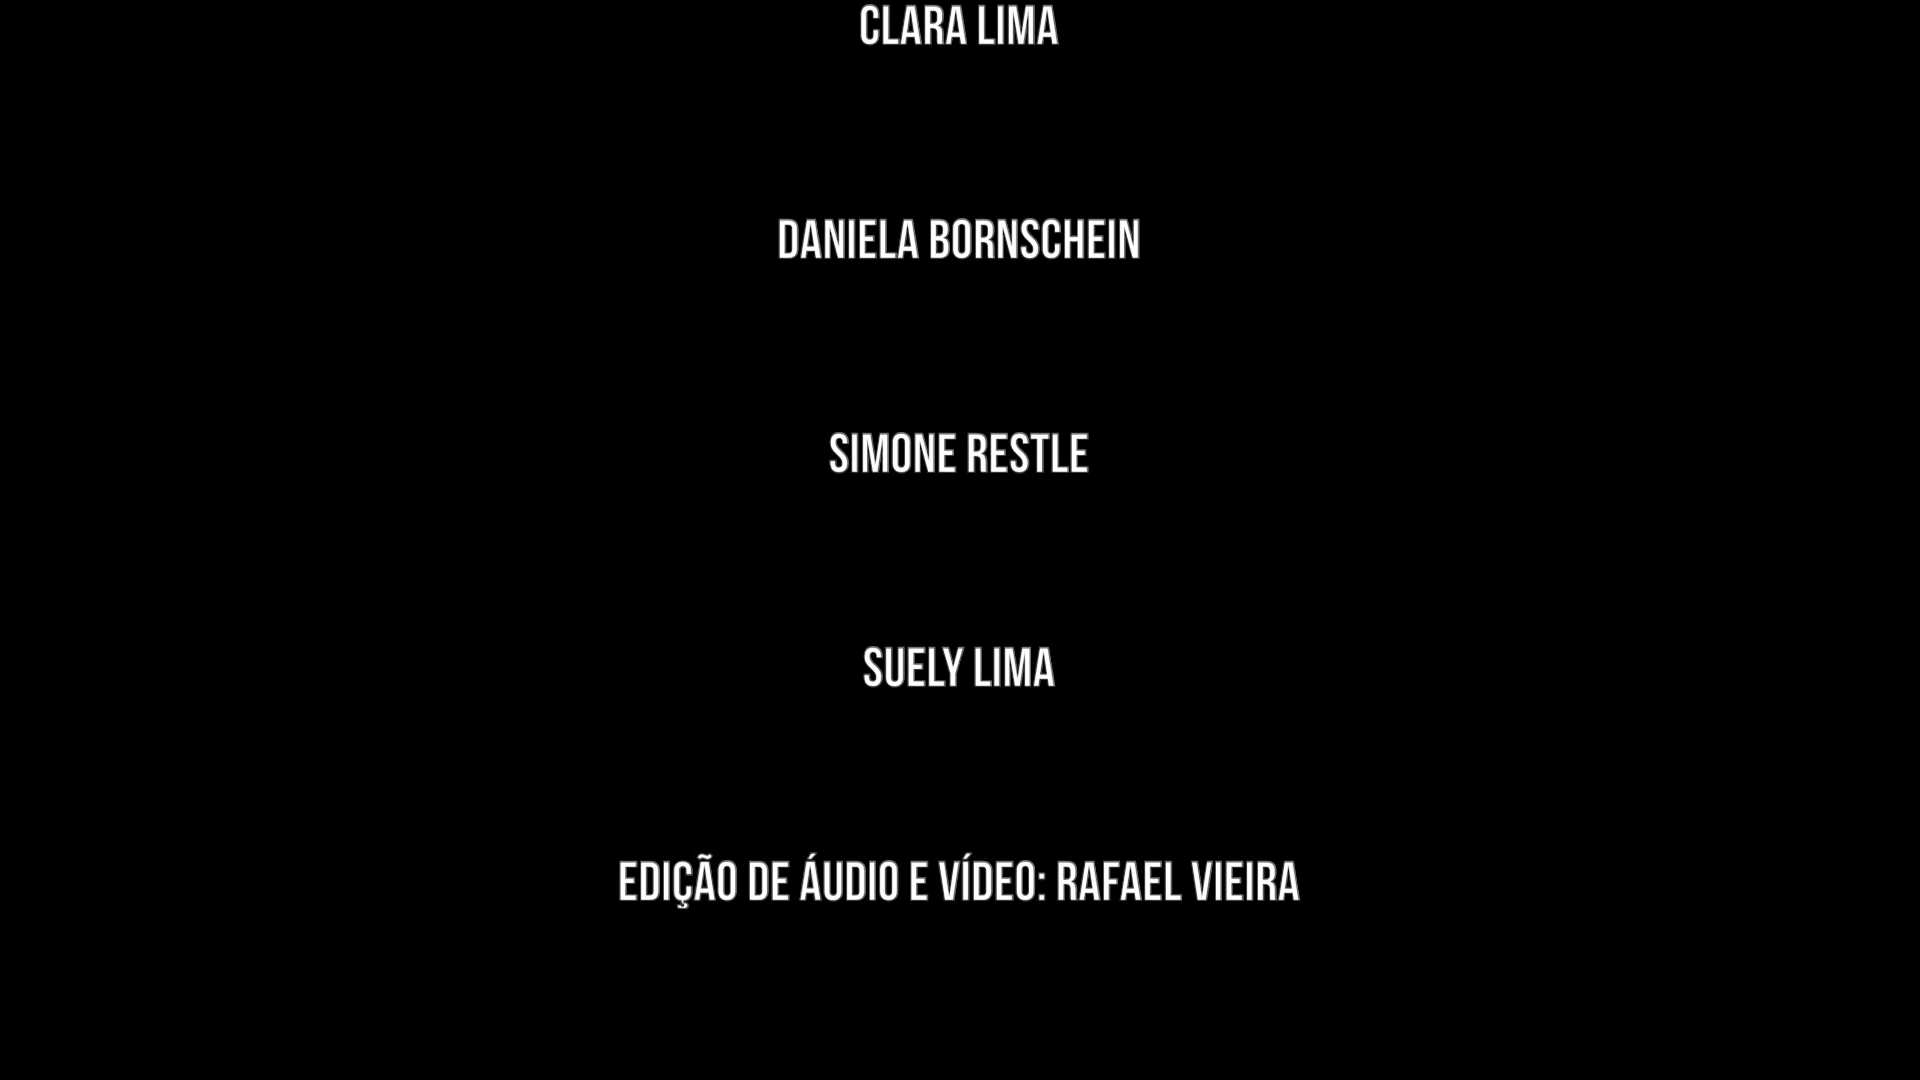 CLARA LIMA
DANIELA BORNSCHEIN
SIMONE RESTLE
SUELY LIMA
EDIÇÃO DE ÁUDIO E VÍDEO: RAFAEL VIEIRA